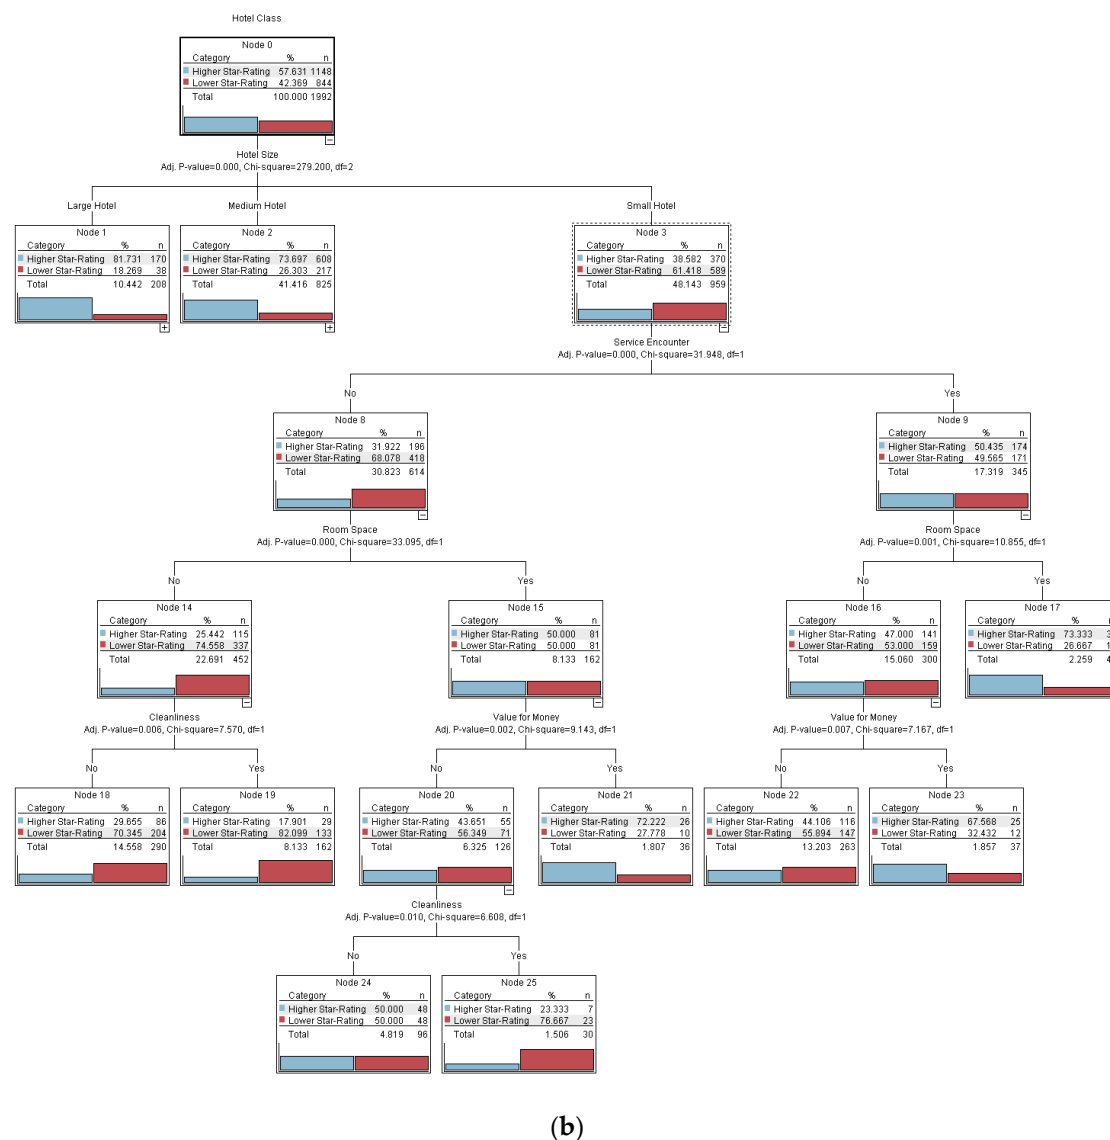 Hotel Class
Node 0
Category % n
Higher Star-Rating 57.631 1148
Lower Star-Rating 42.369 844
Total 100.000 1992
Hotel Size
Adj. P-value=0.000, Chi-square=279.200, df=2
Large Hotel Medium Hotel Small Hotel
Node 1
Category % n
Higher Star-Rating 81.731 170
Lower Star-Rating 18.269 38
Total 10.442 208
Node 2
Category % n
Higher Star-Rating 73.697 608
Lower Star-Rating 26.303 217
Total 41.416 825
Node 3
Category % n
Higher Star-Rating 38.582 370
Lower Star-Rating 61.418 589
Total 48.143 959
Service Encounter
Adj. P-value=0.000, Chi-square=31.948, df=1
No Yes
Node 8
Category % n
Higher Star-Rating 31.922 196
Lower Star-Rating 68.078 418
Total 30.823 614
Node 9
Category % n
Higher Star-Rating 50.435 174
Lower Star-Rating 49.565 171
Total 17.319 345
Room Space
Adj. P-value=0.000, Chi-square=33.095, df=1
Room Space
Adj. P-value=0.001, Chi-square=10.855, df=1
No Yes No Yes
Node 14
Category % n
Higher Star-Rating 25.442 115
Lower Star-Rating 74.558 337
Total 22.691 452
Node 15
Category % n
Higher Star-Rating 50.000 81
Lower Star-Rating 50.000 81
Total 8.133 162
Node 16
Category % n
Higher Star-Rating 47.000 141
Lower Star-Rating 53.000 159
Total 15.060 300
Node 17
Category %
Higher Star-Rating 73.333 3
Lower Star-Rating 26.667 1
Total 2.259 4
Cleanliness
Adj. P-value=0.006, Chi-square=7.570, df=1
Value for Money
Adj. P-value=0.002, Chi-square=9.143, df=1
Value for Money
Adj. P-value=0.007, Chi-square=7.167, df=1
No Yes No Yes No Yes
Node 18
Category % n
Higher Star-Rating 29.655 86
Lower Star-Rating 70.345 204
Total 14.558 290
Node 19
Category % n
Higher Star-Rating 17.901 29
Lower Star-Rating 82.099 133
Total 8.133 162
Node 20
Category % n
Higher Star-Rating 43.651 55
Lower Star-Rating 56.349 71
Total 6.325 126
Node 21
Category % n
Higher Star-Rating 72.222 26
Lower Star-Rating 27.778 10
Total 1.807 36
Node 22
Category % n
Higher Star-Rating 44.106 116
Lower Star-Rating 55.894 147
Total 13.203 263
Node 23
Category % n
Higher Star-Rating 67.568 25
Lower Star-Rating 32.432 12
Total 1.857 37
Cleanliness
Adj. P-value=0.010, Chi-square=6.608, df=1
No Yes
Node 24
Category % n
Higher Star-Rating 50.000 48
Lower Star-Rating 50.000 48
Total 4.819 96
Node 25
Category % n
Higher Star-Rating 23.333 7
Lower Star-Rating 76.667 23
Total 1.506 30
(b)